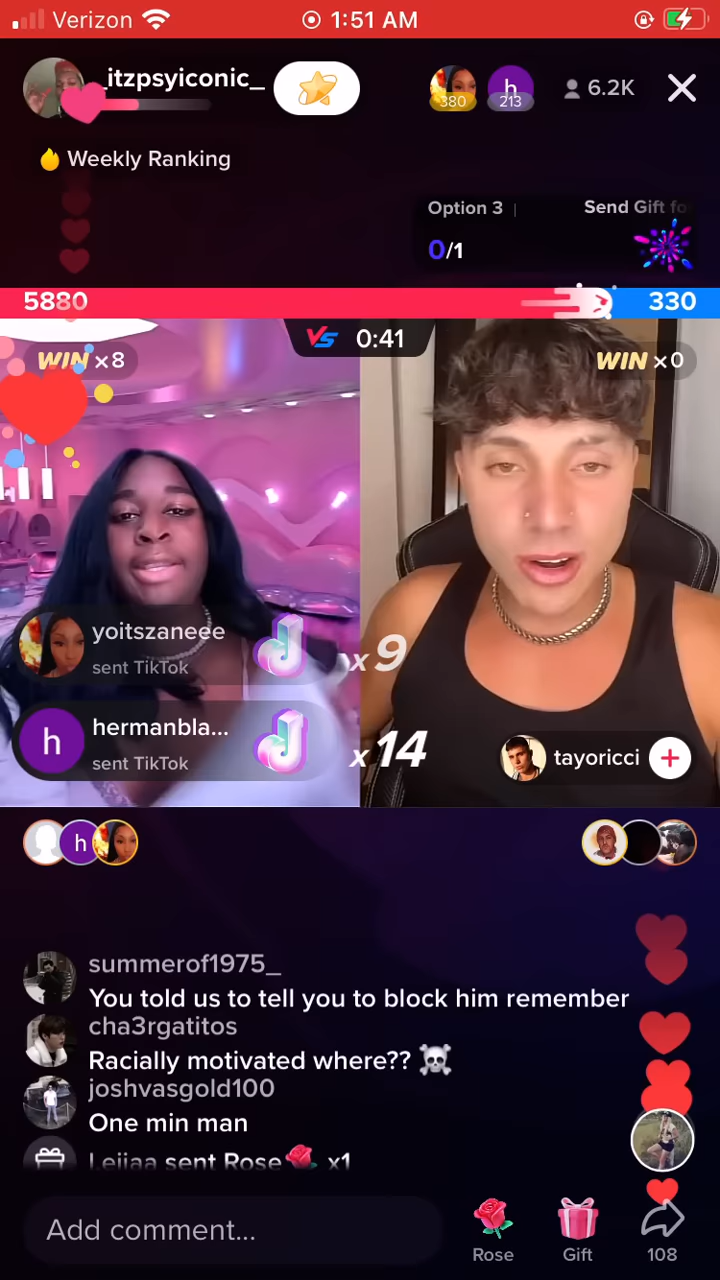 Verizon 1:51 AM
_itzpsyiconic_
380 h 213 6.2K
Weekly Ranking
Option 3 | Send Gift fo
0/1
5880 330
VS 0:41
WIN x8 WIN x0
yoitszaneee
sent TikTok
x9
h hermanbla...
sent TikTok
x14
tayoricci
h
summerof1975_
You told us to tell you to block him remember
cha3rgatitos
Racially motivated where?? ☠️
joshvasgold100
One min man
Leijaa sent Rose🌹 x1
Add comment...
Rose Gift 108